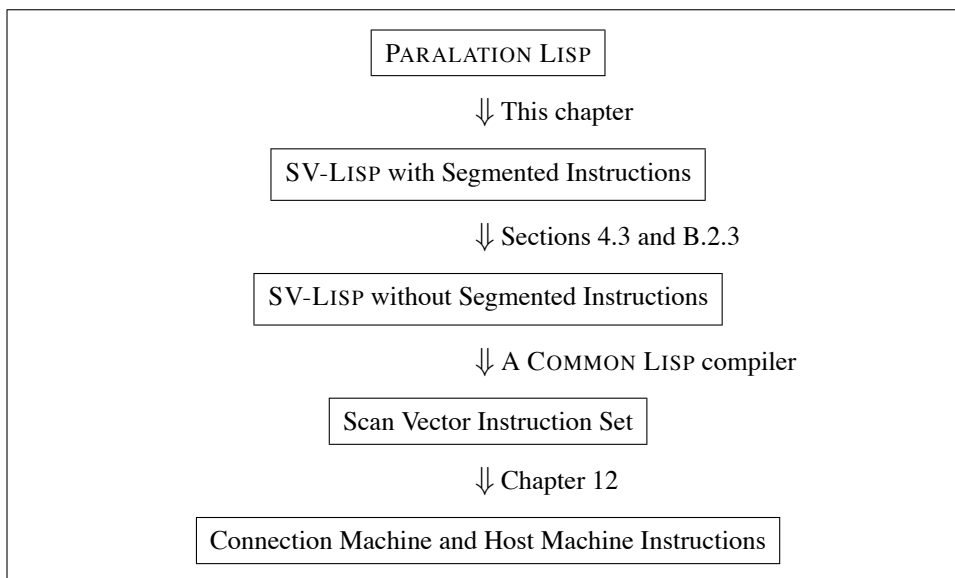 PARALATION LISP
⇓ This chapter
SV-LISP with Segmented Instructions
⇓ Sections 4.3 and B.2.3
SV-LISP without Segmented Instructions
⇓ A COMMON LISP compiler
Scan Vector Instruction Set
⇓ Chapter 12
Connection Machine and Host Machine Instructions